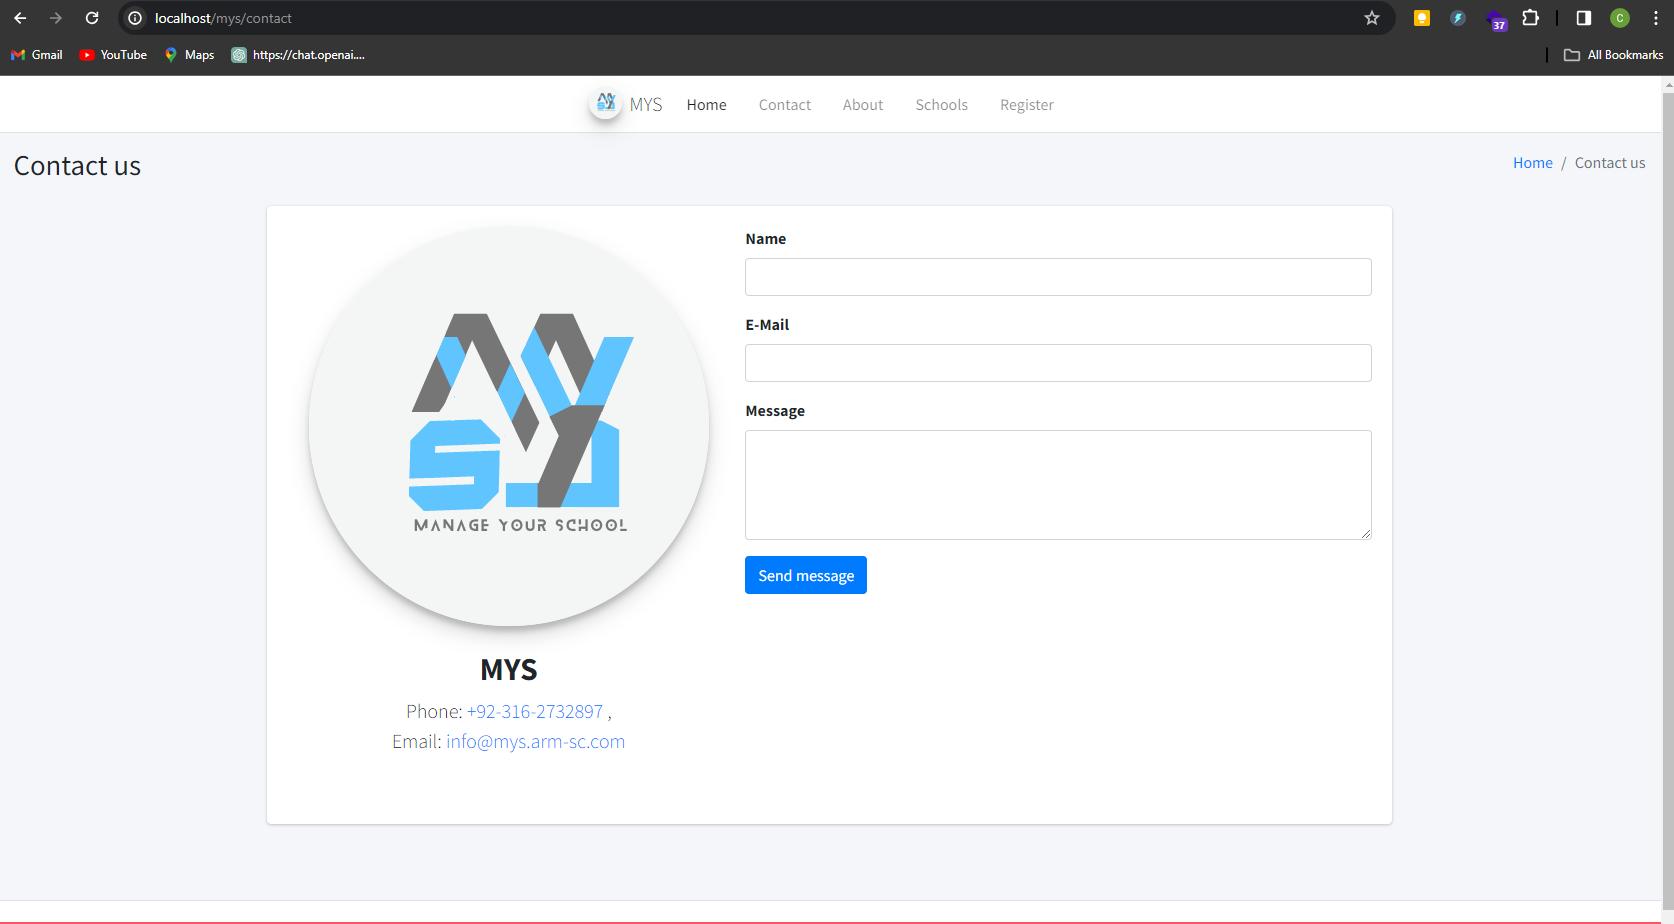 localhost/mys/contact
37
C
Gmail YouTube Maps https://chat.openai.... All Bookmarks
MYS Home Contact About Schools Register
Contact us
Home / Contact us
MYS
MANAGE YOUR SCHOOL
MYS
Phone: +92-316-2732897 ,
Email: info@mys.arm-sc.com
Name
E-Mail
Message
Send message